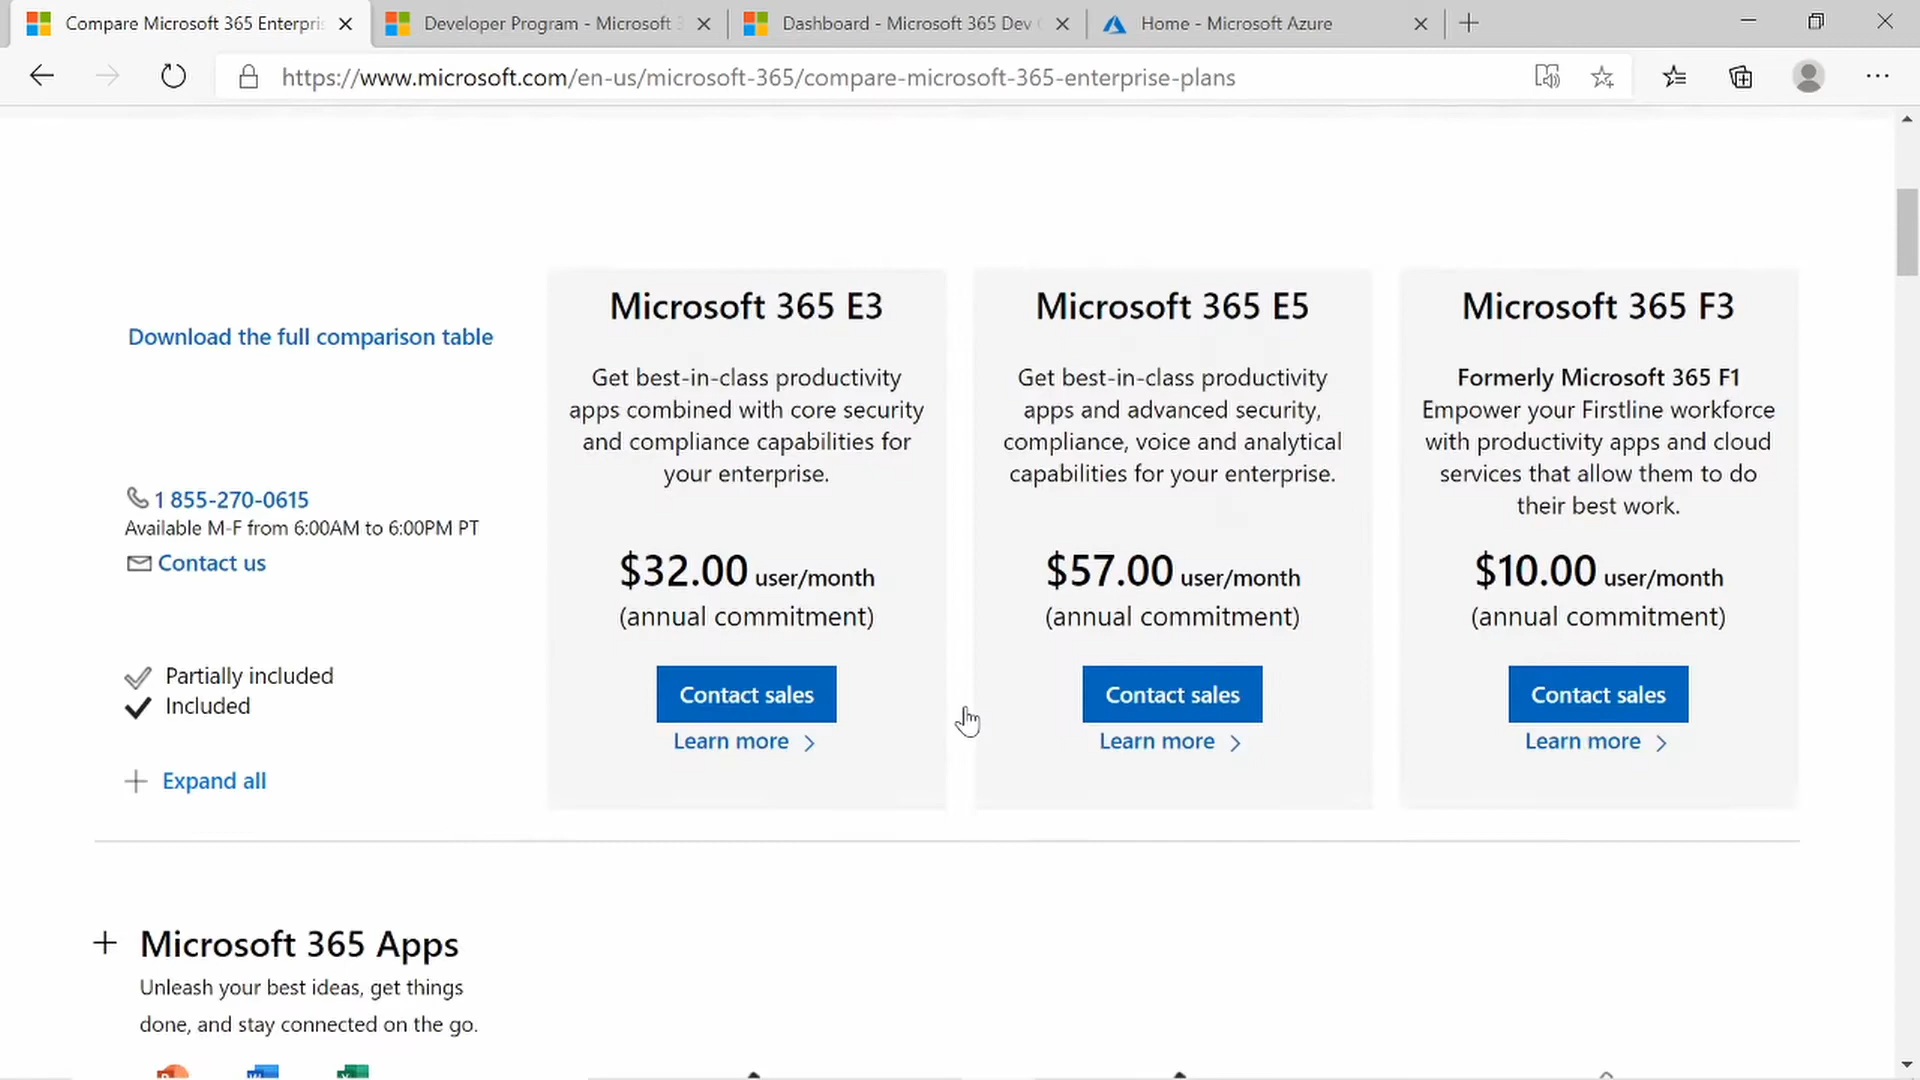 Compare Microsoft 365 Enterpri
Developer Program - Microsoft 3
Dashboard - Microsoft 365 Dev
Home - Microsoft Azure
https://www.microsoft.com/en-us/microsoft-365/compare-microsoft-365-enterprise-plans
Download the full comparison table
1 855-270-0615
Available M-F from 6:00AM to 6:00PM PT
Contact us
Partially included
Included
Expand all
Microsoft 365 E3
Get best-in-class productivity
apps combined with core security
and compliance capabilities for
your enterprise.
$32.00 user/month
(annual commitment)
Contact sales
Learn more
Microsoft 365 E5
Get best-in-class productivity
apps and advanced security,
compliance, voice and analytical
capabilities for your enterprise.
$57.00 user/month
(annual commitment)
Contact sales
Learn more
Microsoft 365 F3
Formerly Microsoft 365 F1
Empower your Firstline workforce
with productivity apps and cloud
services that allow them to do
their best work.
$10.00 user/month
(annual commitment)
Contact sales
Learn more
Microsoft 365 Apps
Unleash your best ideas, get things
done, and stay connected on the go.